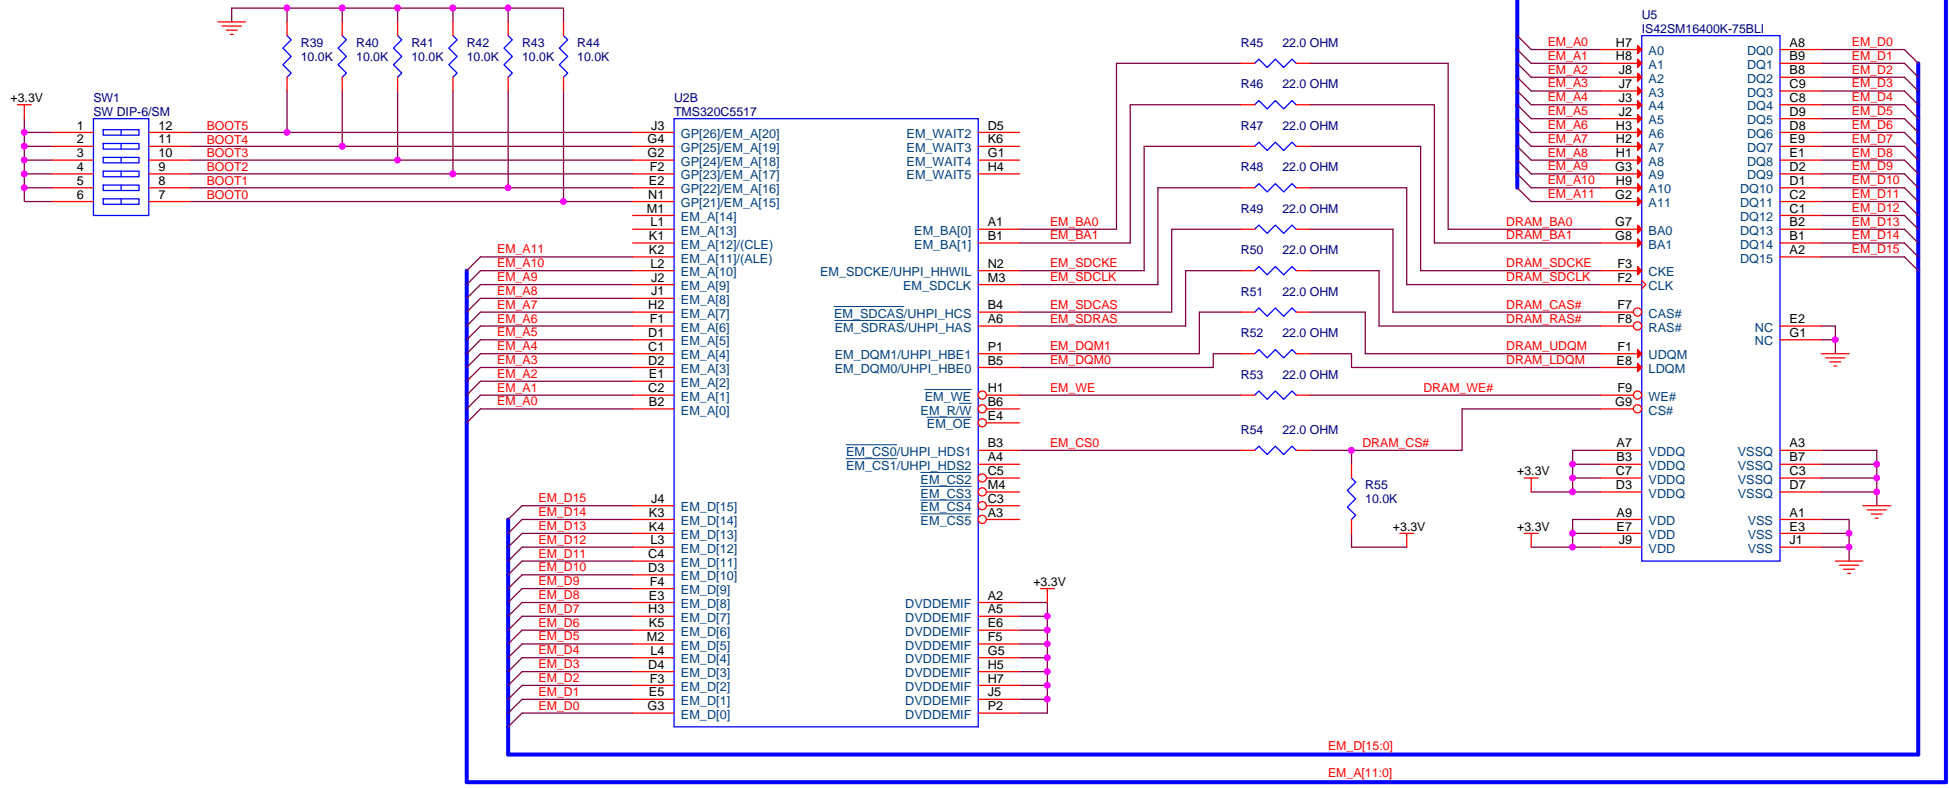 R39
10.0K
R40
10.0K
R41
10.0K
R42
10.0K
R43
10.0K
R44
10.0K
+3.3V
SW1
SW DIP-6/SM
1 12 BOOT5
2 11 BOOT4
3 10 BOOT3
4 9 BOOT2
5 8 BOOT1
6 7 BOOT0
U2B
TMS320C5517
J3 GP[26]/EM_A[20]
G4 GP[25]/EM_A[19]
G2 GP[24]/EM_A[18]
F2 GP[23]/EM_A[17]
E2 GP[22]/EM_A[16]
N1 GP[21]/EM_A[15]
M1 EM_A[14]
L1 EM_A[13]
K1 EM_A[12]/(CLE)
EM_A11 K2 EM_A[11]/(ALE)
EM_A10 L2 EM_A[10]
EM_A9 J2 EM_A[9]
EM_A8 J1 EM_A[8]
EM_A7 H2 EM_A[7]
EM_A6 F1 EM_A[6]
EM_A5 D1 EM_A[5]
EM_A4 C1 EM_A[4]
EM_A3 D2 EM_A[3]
EM_A2 E1 EM_A[2]
EM_A1 C2 EM_A[1]
EM_A0 B2 EM_A[0]
EM_D15 J4 EM_D[15]
EM_D14 K3 EM_D[14]
EM_D13 K4 EM_D[13]
EM_D12 L3 EM_D[12]
EM_D11 C4 EM_D[11]
EM_D10 D3 EM_D[10]
EM_D9 F4 EM_D[9]
EM_D8 E3 EM_D[8]
EM_D7 H3 EM_D[7]
EM_D6 K5 EM_D[6]
EM_D5 M2 EM_D[5]
EM_D4 L4 EM_D[4]
EM_D3 D4 EM_D[3]
EM_D2 F3 EM_D[2]
EM_D1 E5 EM_D[1]
EM_D0 G3 EM_D[0]
EM_WAIT2 D5
EM_WAIT3 K6
EM_WAIT4 G1
EM_WAIT5 H4
EM_BA[0] A1 EM_BA0
EM_BA[1] B1 EM_BA1
EM_SDCKE/UHPI_HHWIL N2 EM_SDCKE
EM_SDCLK M3 EM_SDCLK
EM_SDCAS/UHPI_HCS B4 EM_SDCAS
EM_SDRAS/UHPI_HAS A6 EM_SDRAS
EM_DQM1/UHPI_HBE1 P1 EM_DQM1
EM_DQM0/UHPI_HBE0 B5 EM_DQM0
EM_WE H1 EM_WE
EM_R/W B6
EM_OE E4
EM_CS0/UHPI_HDS1 B3 EM_CS0
EM_CS1/UHPI_HDS2 A4
EM_CS2 C5
EM_CS3 M4
EM_CS4 C3
EM_CS5 A3
+3.3V
DVDDEMIF A2
DVDDEMIF A5
DVDDEMIF E6
DVDDEMIF F5
DVDDEMIF G5
DVDDEMIF H5
DVDDEMIF H7
DVDDEMIF J5
DVDDEMIF P2
R45 22.0 OHM
R46 22.0 OHM
R47 22.0 OHM
R48 22.0 OHM
R49 22.0 OHM
R50 22.0 OHM
R51 22.0 OHM
R52 22.0 OHM
R53 22.0 OHM
R54 22.0 OHM
R55
10.0K
+3.3V
U5
IS42SM16400K-75BLI
EM_A0 H7 A0
EM_A1 H8 A1
EM_A2 J8 A2
EM_A3 J7 A3
EM_A4 J3 A4
EM_A5 J2 A5
EM_A6 H3 A6
EM_A7 H2 A7
EM_A8 H1 A8
EM_A9 G3 A9
EM_A10 H9 A10
EM_A11 G2 A11
DRAM_BA0 G7 BA0
DRAM_BA1 G8 BA1
DRAM_SDCKE F3 CKE
DRAM_SDCLK F2 CLK
DRAM_CAS# F7 CAS#
DRAM_RAS# F8 RAS#
DRAM_UDQM F1 UDQM
DRAM_LDQM E8 LDQM
DRAM_WE# F9 WE#
G9 CS#
DRAM_CS#
A7 VDDQ
B3 VDDQ
+3.3V C7 VDDQ
D3 VDDQ
A9 VDD
+3.3V E7 VDD
J9 VDD
DQ0 A8 EM_D0
DQ1 B9 EM_D1
DQ2 B8 EM_D2
DQ3 C9 EM_D3
DQ4 C8 EM_D4
DQ5 D9 EM_D5
DQ6 D8 EM_D6
DQ7 E9 EM_D7
DQ8 E1 EM_D8
DQ9 D2 EM_D9
DQ10 D1 EM_D10
DQ11 C2 EM_D11
DQ12 C1 EM_D12
DQ13 B2 EM_D13
DQ14 B1 EM_D14
DQ15 A2 EM_D15
NC E2
NC G1
VSSQ A3
VSSQ B7
VSSQ C3
VSSQ D7
VSS A1
VSS E3
VSS J1
EM_D[15:0]
EM_A[11:0]